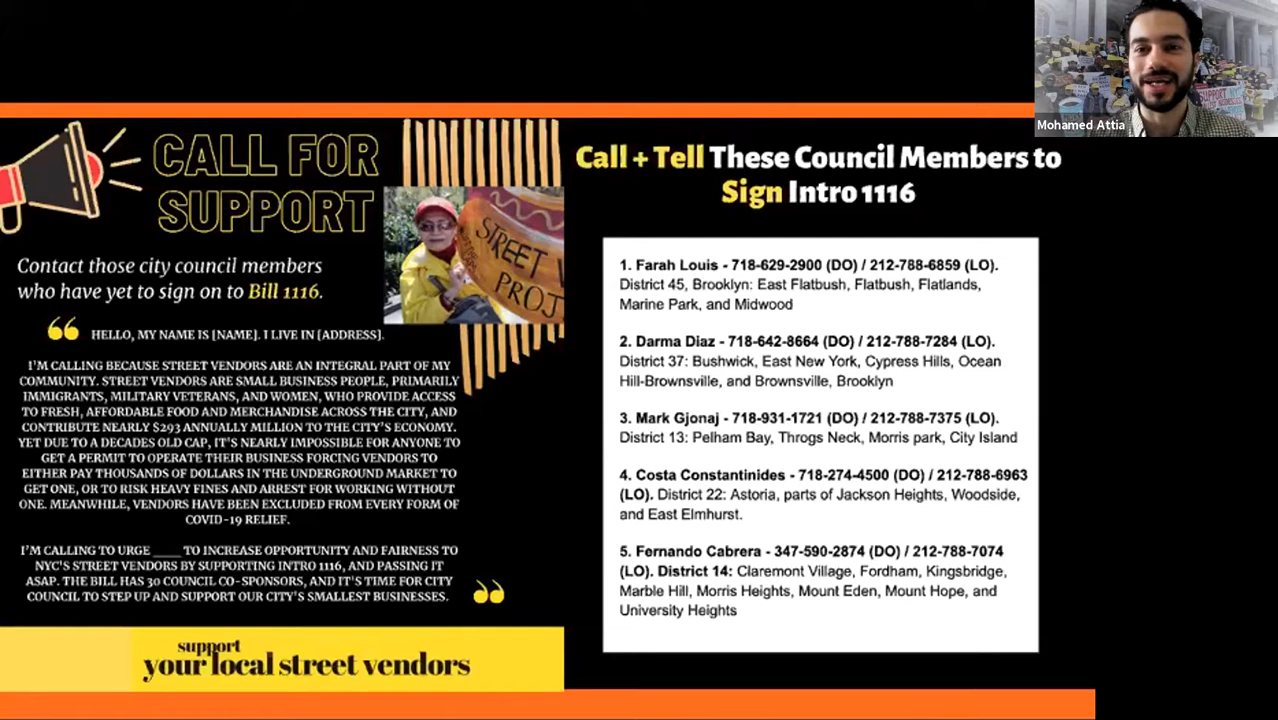 Mohamed Attia
CALL FOR
SUPPORT
Contact those city council members
who have yet to sign on to Bill 1116.
HELLO, MY NAME IS [NAME]. I LIVE IN [ADDRESS].
I'M CALLING BECAUSE STREET VENDORS ARE AN INTEGRAL PART OF MY
COMMUNITY. STREET VENDORS ARE SMALL BUSINESS PEOPLE, PRIMARILY
IMMIGRANTS, MILITARY VETERANS, AND WOMEN, WHO PROVIDE ACCESS
TO FRESH, AFFORDABLE FOOD AND MERCHANDISE ACROSS THE CITY, AND
CONTRIBUTE NEARLY $293 ANNUALLY MILLION TO THE CITY'S ECONOMY.
YET DUE TO A DECADES OLD CAP, IT'S NEARLY IMPOSSIBLE FOR ANYONE TO
GET A PERMIT TO OPERATE THEIR BUSINESS FORCING VENDORS TO
EITHER PAY THOUSANDS OF DOLLARS IN THE UNDERGROUND MARKET TO
GET ONE, OR TO RISK HEAVY FINES AND ARREST FOR WORKING WITHOUT
ONE. MEANWHILE, VENDORS HAVE BEEN EXCLUDED FROM EVERY FORM OF
COVID-19 RELIEF.
I'M CALLING TO URGE ____ TO INCREASE OPPORTUNITY AND FAIRNESS TO
NYC'S STREET VENDORS BY SUPPORTING INTRO 1116, AND PASSING IT
ASAP. THE BILL HAS 30 COUNCIL CO-SPONSORS, AND IT'S TIME FOR CITY
COUNCIL TO STEP UP AND SUPPORT OUR CITY'S SMALLEST BUSINESSES.
support
your local street vendors
STREET V
PROJ
Call + Tell These Council Members to
Sign Intro 1116
1. Farah Louis - 718-629-2900 (DO) / 212-788-6859 (LO).
District 45, Brooklyn: East Flatbush, Flatbush, Flatlands,
Marine Park, and Midwood
2. Darma Diaz - 718-642-8664 (DO) / 212-788-7284 (LO).
District 37: Bushwick, East New York, Cypress Hills, Ocean
Hill-Brownsville, and Brownsville, Brooklyn
3. Mark Gjonaj - 718-931-1721 (DO) / 212-788-7375 (LO).
District 13: Pelham Bay, Throgs Neck, Morris park, City Island
4. Costa Constantinides - 718-274-4500 (DO) / 212-788-6963
(LO). District 22: Astoria, parts of Jackson Heights, Woodside,
and East Elmhurst.
5. Fernando Cabrera - 347-590-2874 (DO) / 212-788-7074
(LO). District 14: Claremont Village, Fordham, Kingsbridge,
Marble Hill, Morris Heights, Mount Eden, Mount Hope, and
University Heights